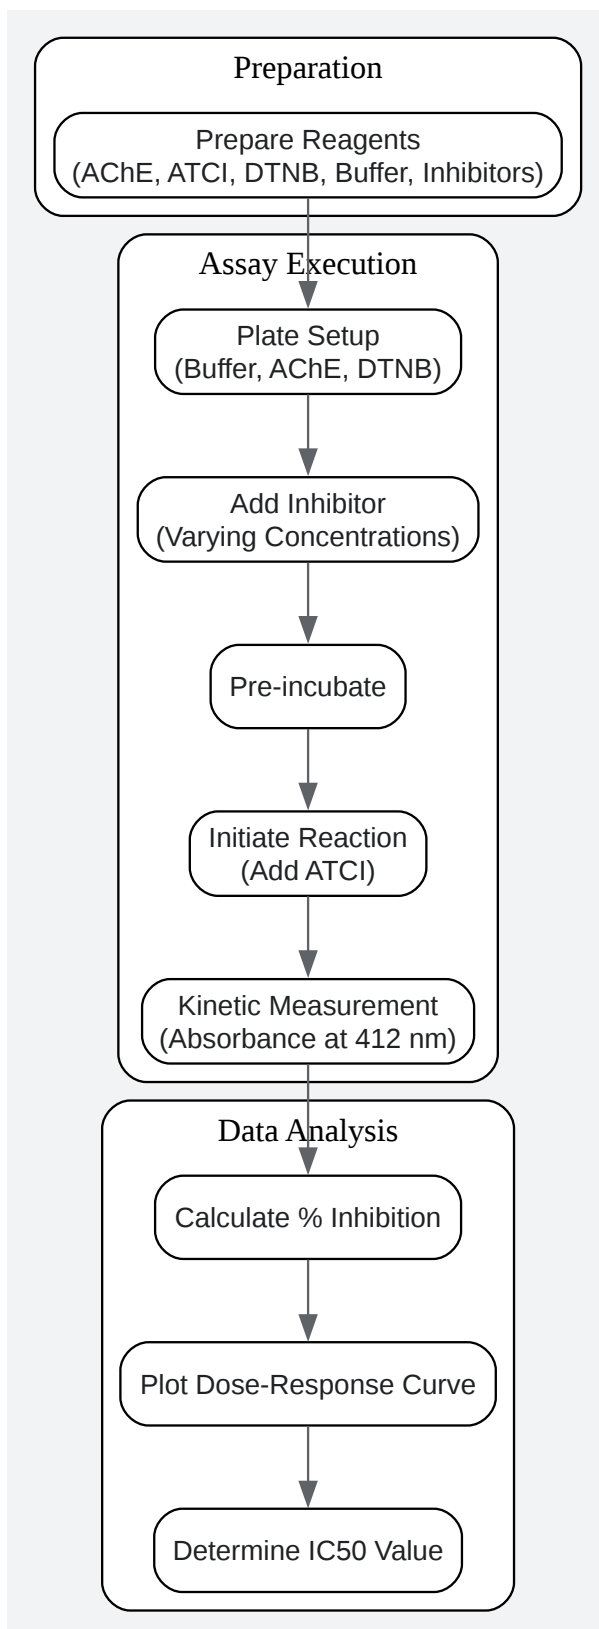 Preparation
Prepare Reagents
(AChE, ATCI, DTNB, Buffer, Inhibitors)
Assay Execution
Plate Setup
(Buffer, AChE, DTNB)
Add Inhibitor
(Varying Concentrations)
Pre-incubate
Initiate Reaction
(Add ATCI)
Kinetic Measurement
(Absorbance at 412 nm)
Data Analysis
Calculate % Inhibition
Plot Dose-Response Curve
Determine IC50 Value